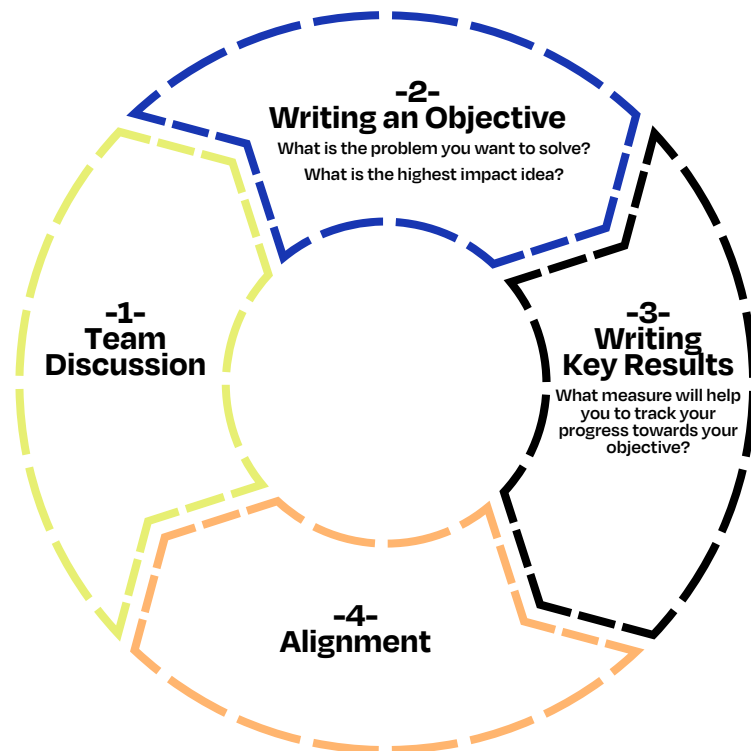 -1-
Team
Discussion
-2-
Writing an Objective
What is the problem you want to solve?
What is the highest impact idea?
-3-
Writing
Key Results
What measure will help
you to track your
progress towards your
objective?
-4-
Alignment